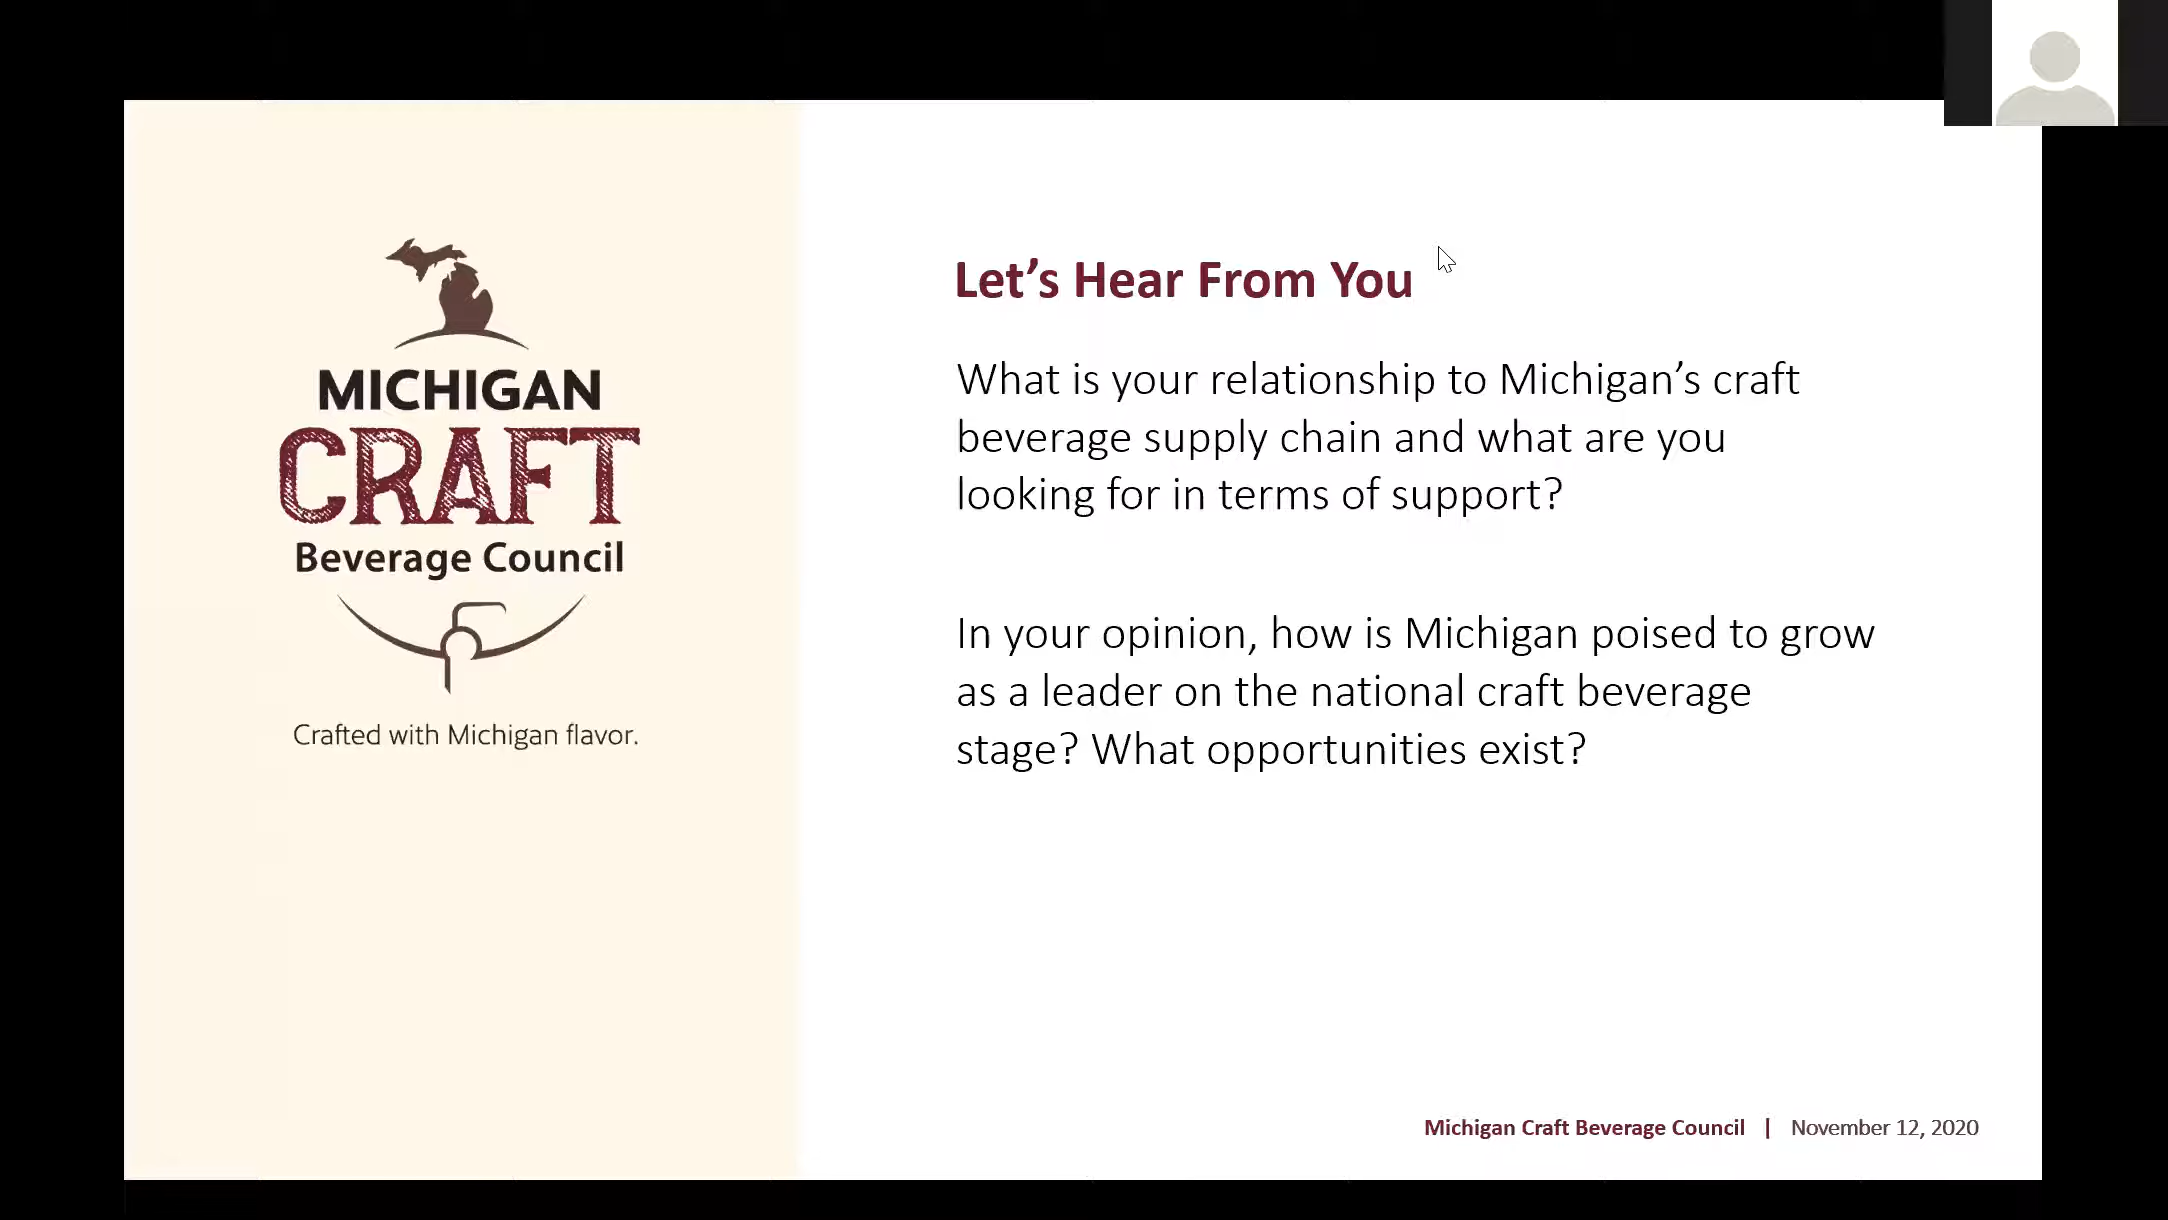 MICHIGAN
CRAFT
Beverage Council
Crafted with Michigan flavor.
Let’s Hear From You
What is your relationship to Michigan’s craft
beverage supply chain and what are you
looking for in terms of support?
In your opinion, how is Michigan poised to grow
as a leader on the national craft beverage
stage? What opportunities exist?
Michigan Craft Beverage Council | November 12, 2020